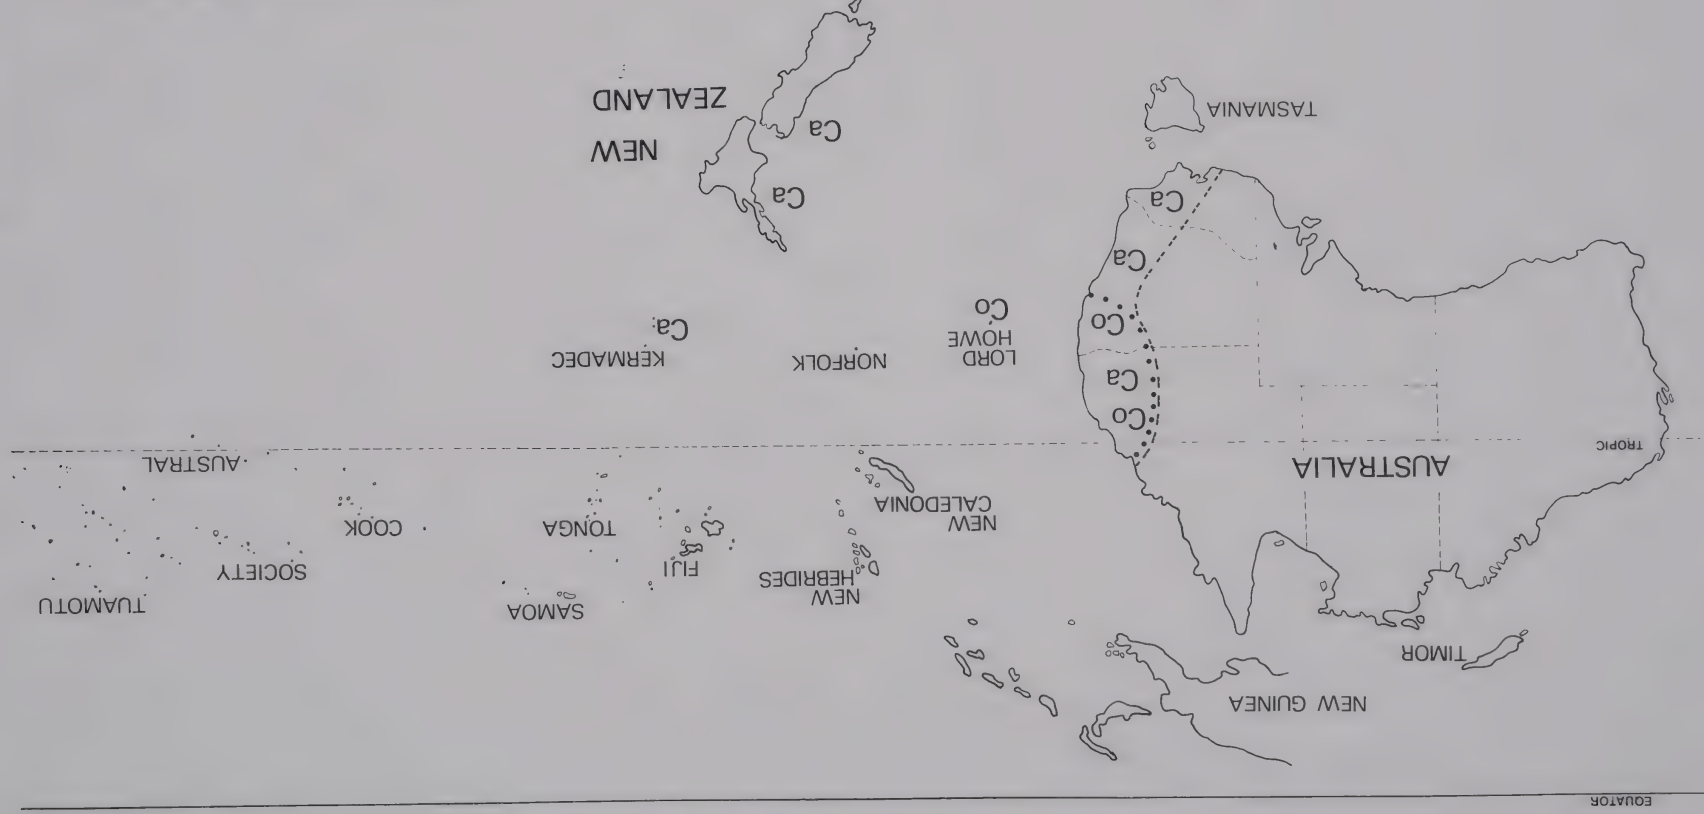 EQUATOR
NEW GUINEA
TIMOR
NEW
HEBRIDES
SAMOA
TUAMOTU
FIJI
SOCIETY
NEW
CALEDONIA
TONGA
COOK
AUSTRALIA
AUSTRAL
TROPIC
Co
Ca
LORD
HOWE
Co
NORFOLK
KERMADEC
Ca
Co
Ca
Ca
Ca
Ca
NEW
ZEALAND
TASMANIA